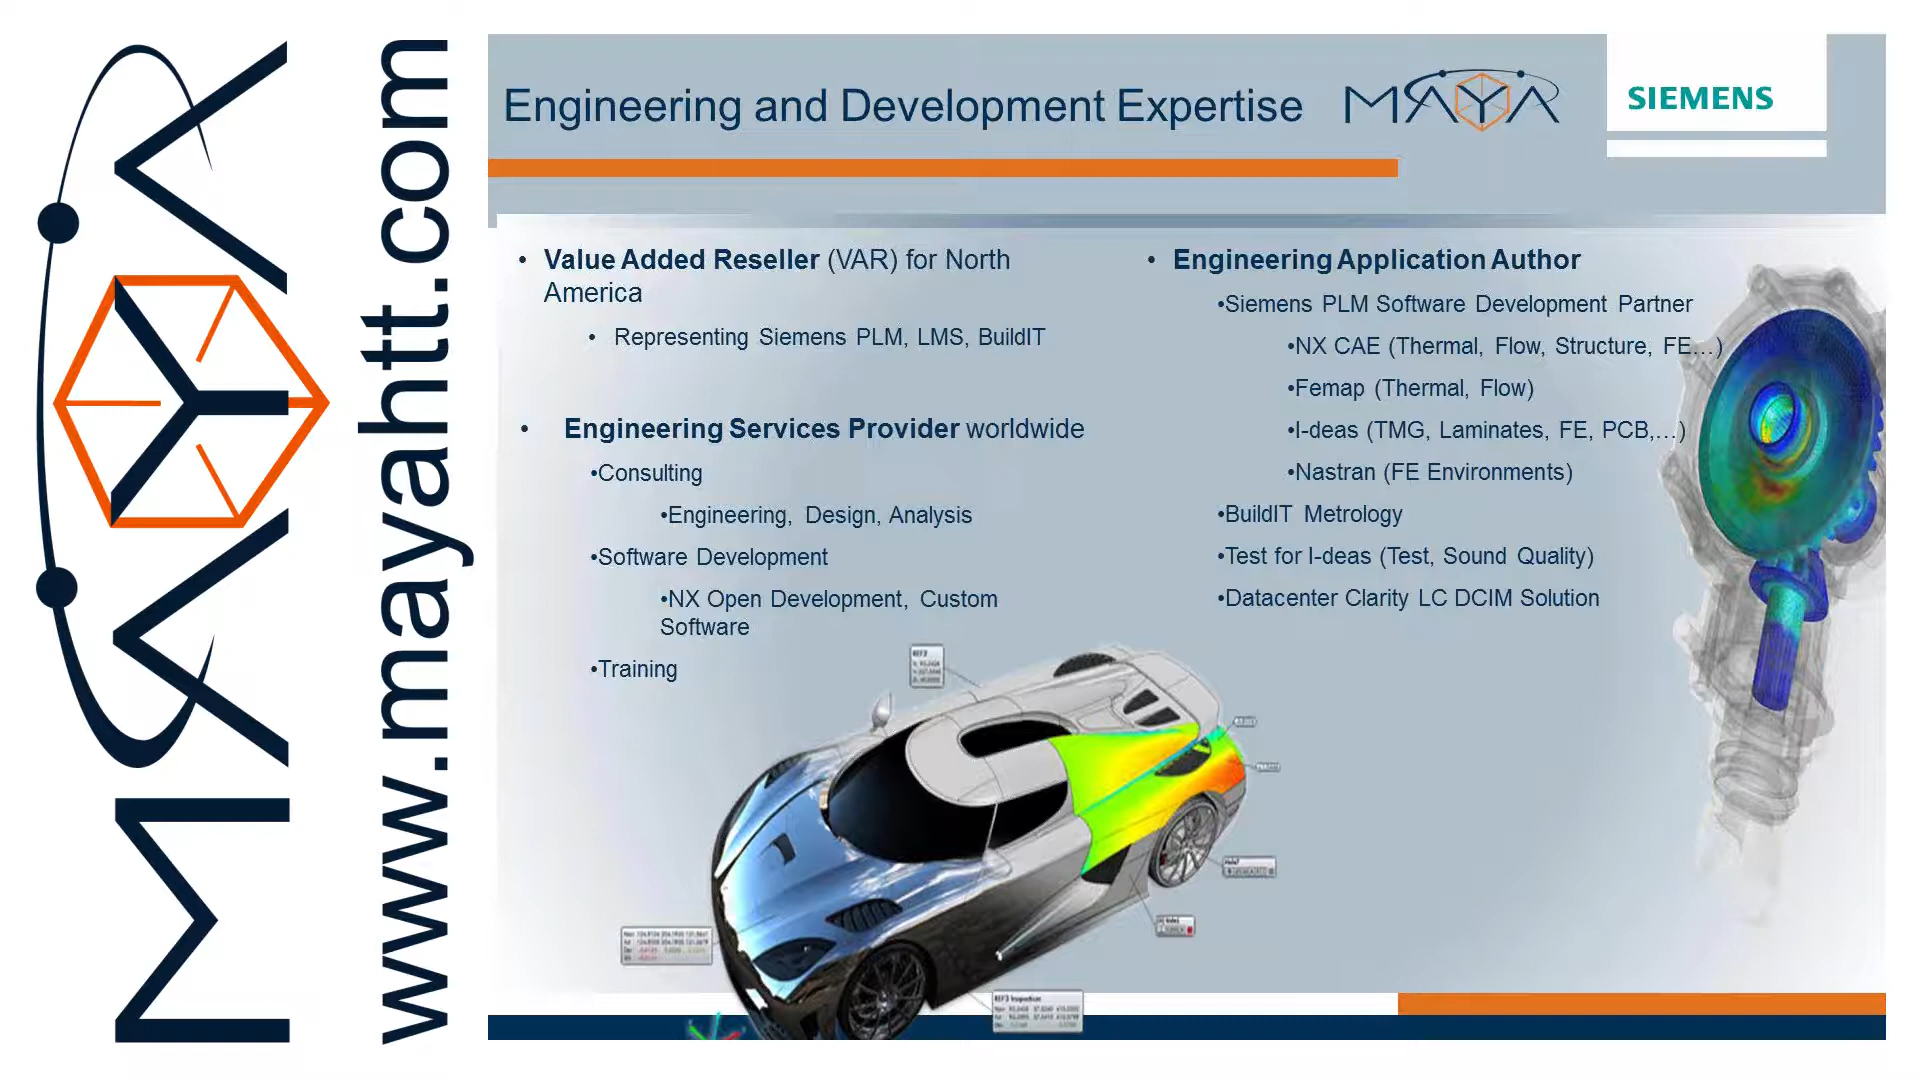 MAYA
www.mayahtt.com
Engineering and Development Expertise
MAYA
SIEMENS
• Value Added Reseller (VAR) for North
America
• Representing Siemens PLM, LMS, BuildIT
• Engineering Services Provider worldwide
•Consulting
•Engineering, Design, Analysis
•Software Development
•NX Open Development, Custom
Software
•Training
• Engineering Application Author
•Siemens PLM Software Development Partner
•NX CAE (Thermal, Flow, Structure, FE…)
•Femap (Thermal, Flow)
•I-deas (TMG, Laminates, FE, PCB,…)
•Nastran (FE Environments)
•BuildIT Metrology
•Test for I-deas (Test, Sound Quality)
•Datacenter Clarity LC DCIM Solution